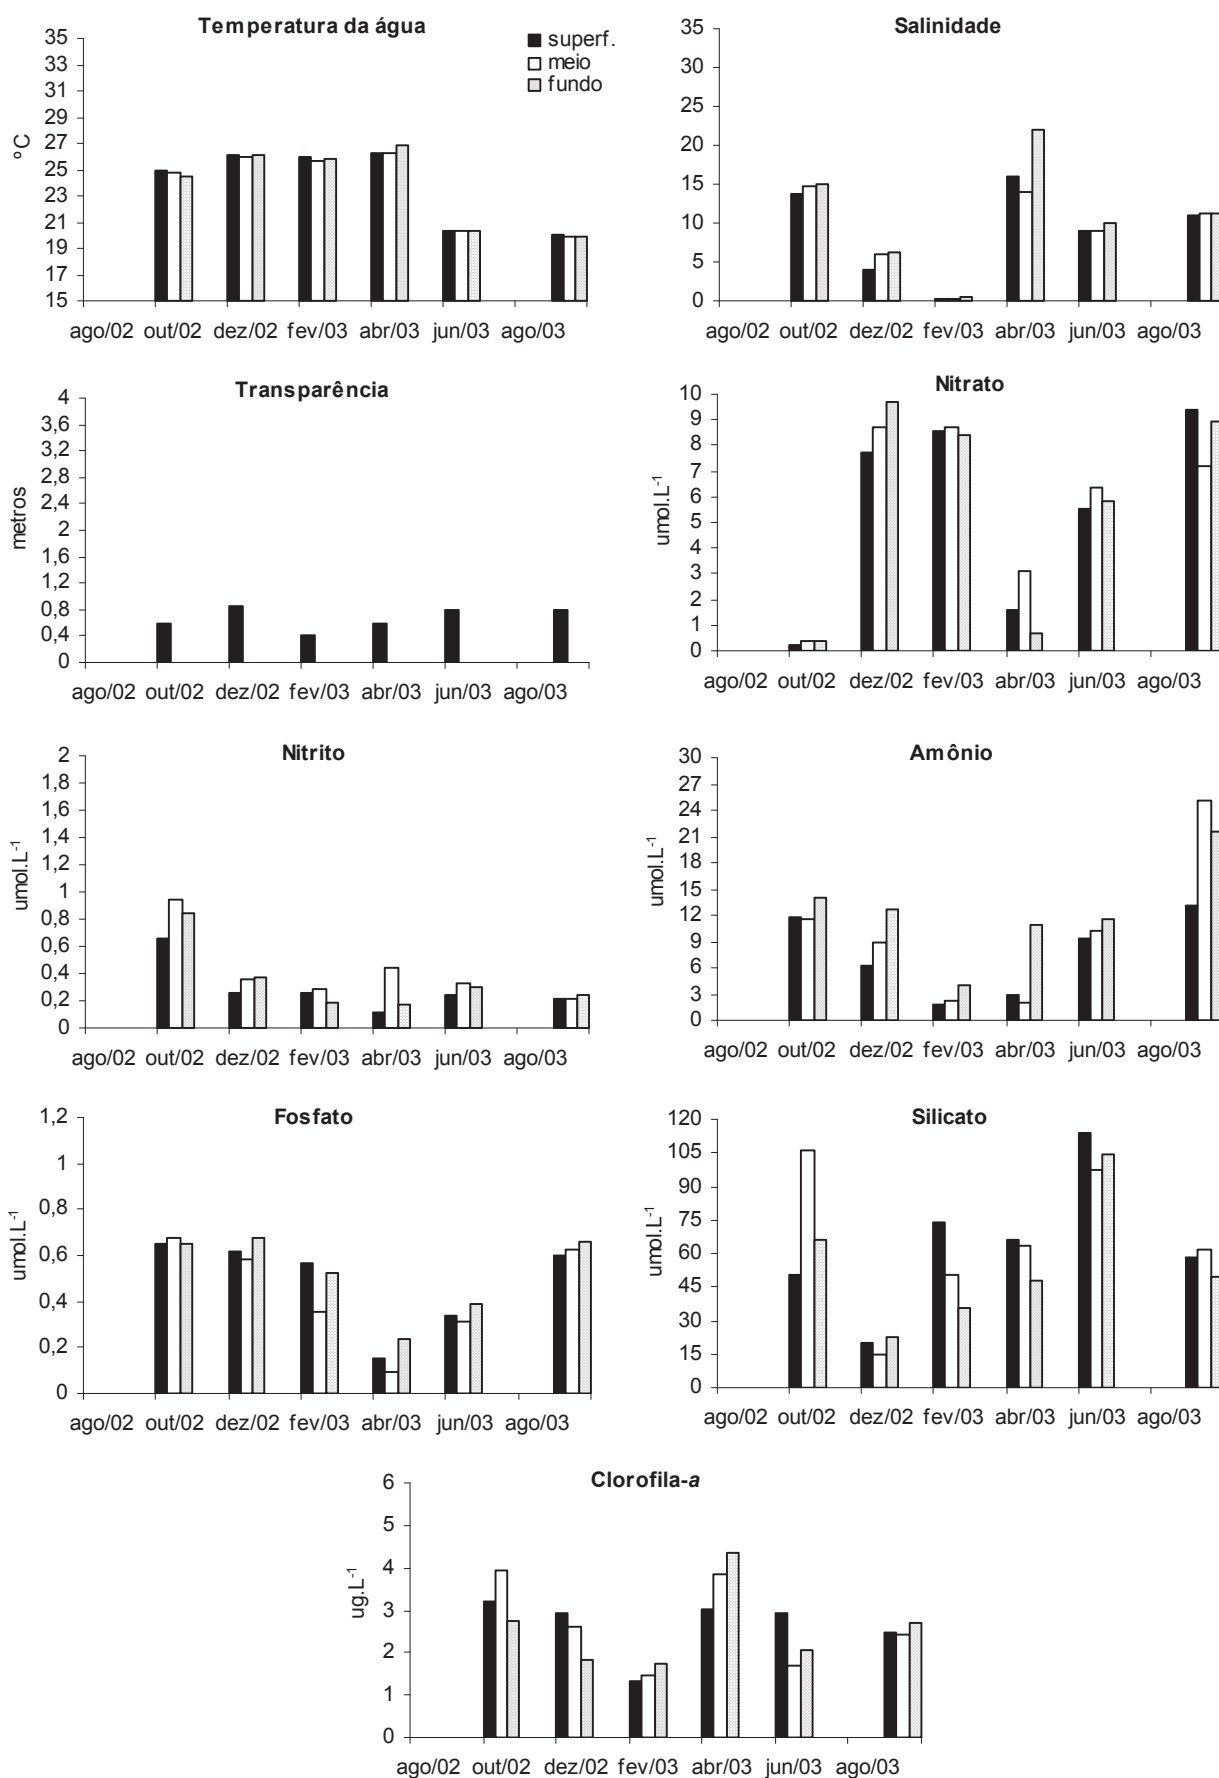 Temperatura da água
35
33
31
29
27
25
23
21
19
17
15
ºC
superf.
meio
fundo
ago/02 out/02 dez/02 fev/03 abr/03 jun/03 ago/03
Salinidade
35
30
25
20
15
10
5
0
ago/02 out/02 dez/02 fev/03 abr/03 jun/03 ago/03
Transparência
4
3,6
3,2
2,8
2,4
2
1,6
1,2
0,8
0,4
0
metros
ago/02 out/02 dez/02 fev/03 abr/03 jun/03 ago/03
Nitrato
10
9
8
7
6
5
4
3
2
1
0
umol.L-1
ago/02 out/02 dez/02 fev/03 abr/03 jun/03 ago/03
Nitrito
2
1,8
1,6
1,4
1,2
1
0,8
0,6
0,4
0,2
0
umol.L-1
ago/02 out/02 dez/02 fev/03 abr/03 jun/03 ago/03
Amônio
30
27
24
21
18
15
12
9
6
3
0
umol.L-1
ago/02 out/02 dez/02 fev/03 abr/03 jun/03 ago/03
Fosfato
1,2
1
0,8
0,6
0,4
0,2
0
umol.L-1
ago/02 out/02 dez/02 fev/03 abr/03 jun/03 ago/03
Silicato
120
105
90
75
60
45
30
15
0
umol.L-1
ago/02 out/02 dez/02 fev/03 abr/03 jun/03 ago/03
Clorofila-a
6
5
4
3
2
1
0
ug.L-1
ago/02 out/02 dez/02 fev/03 abr/03 jun/03 ago/03